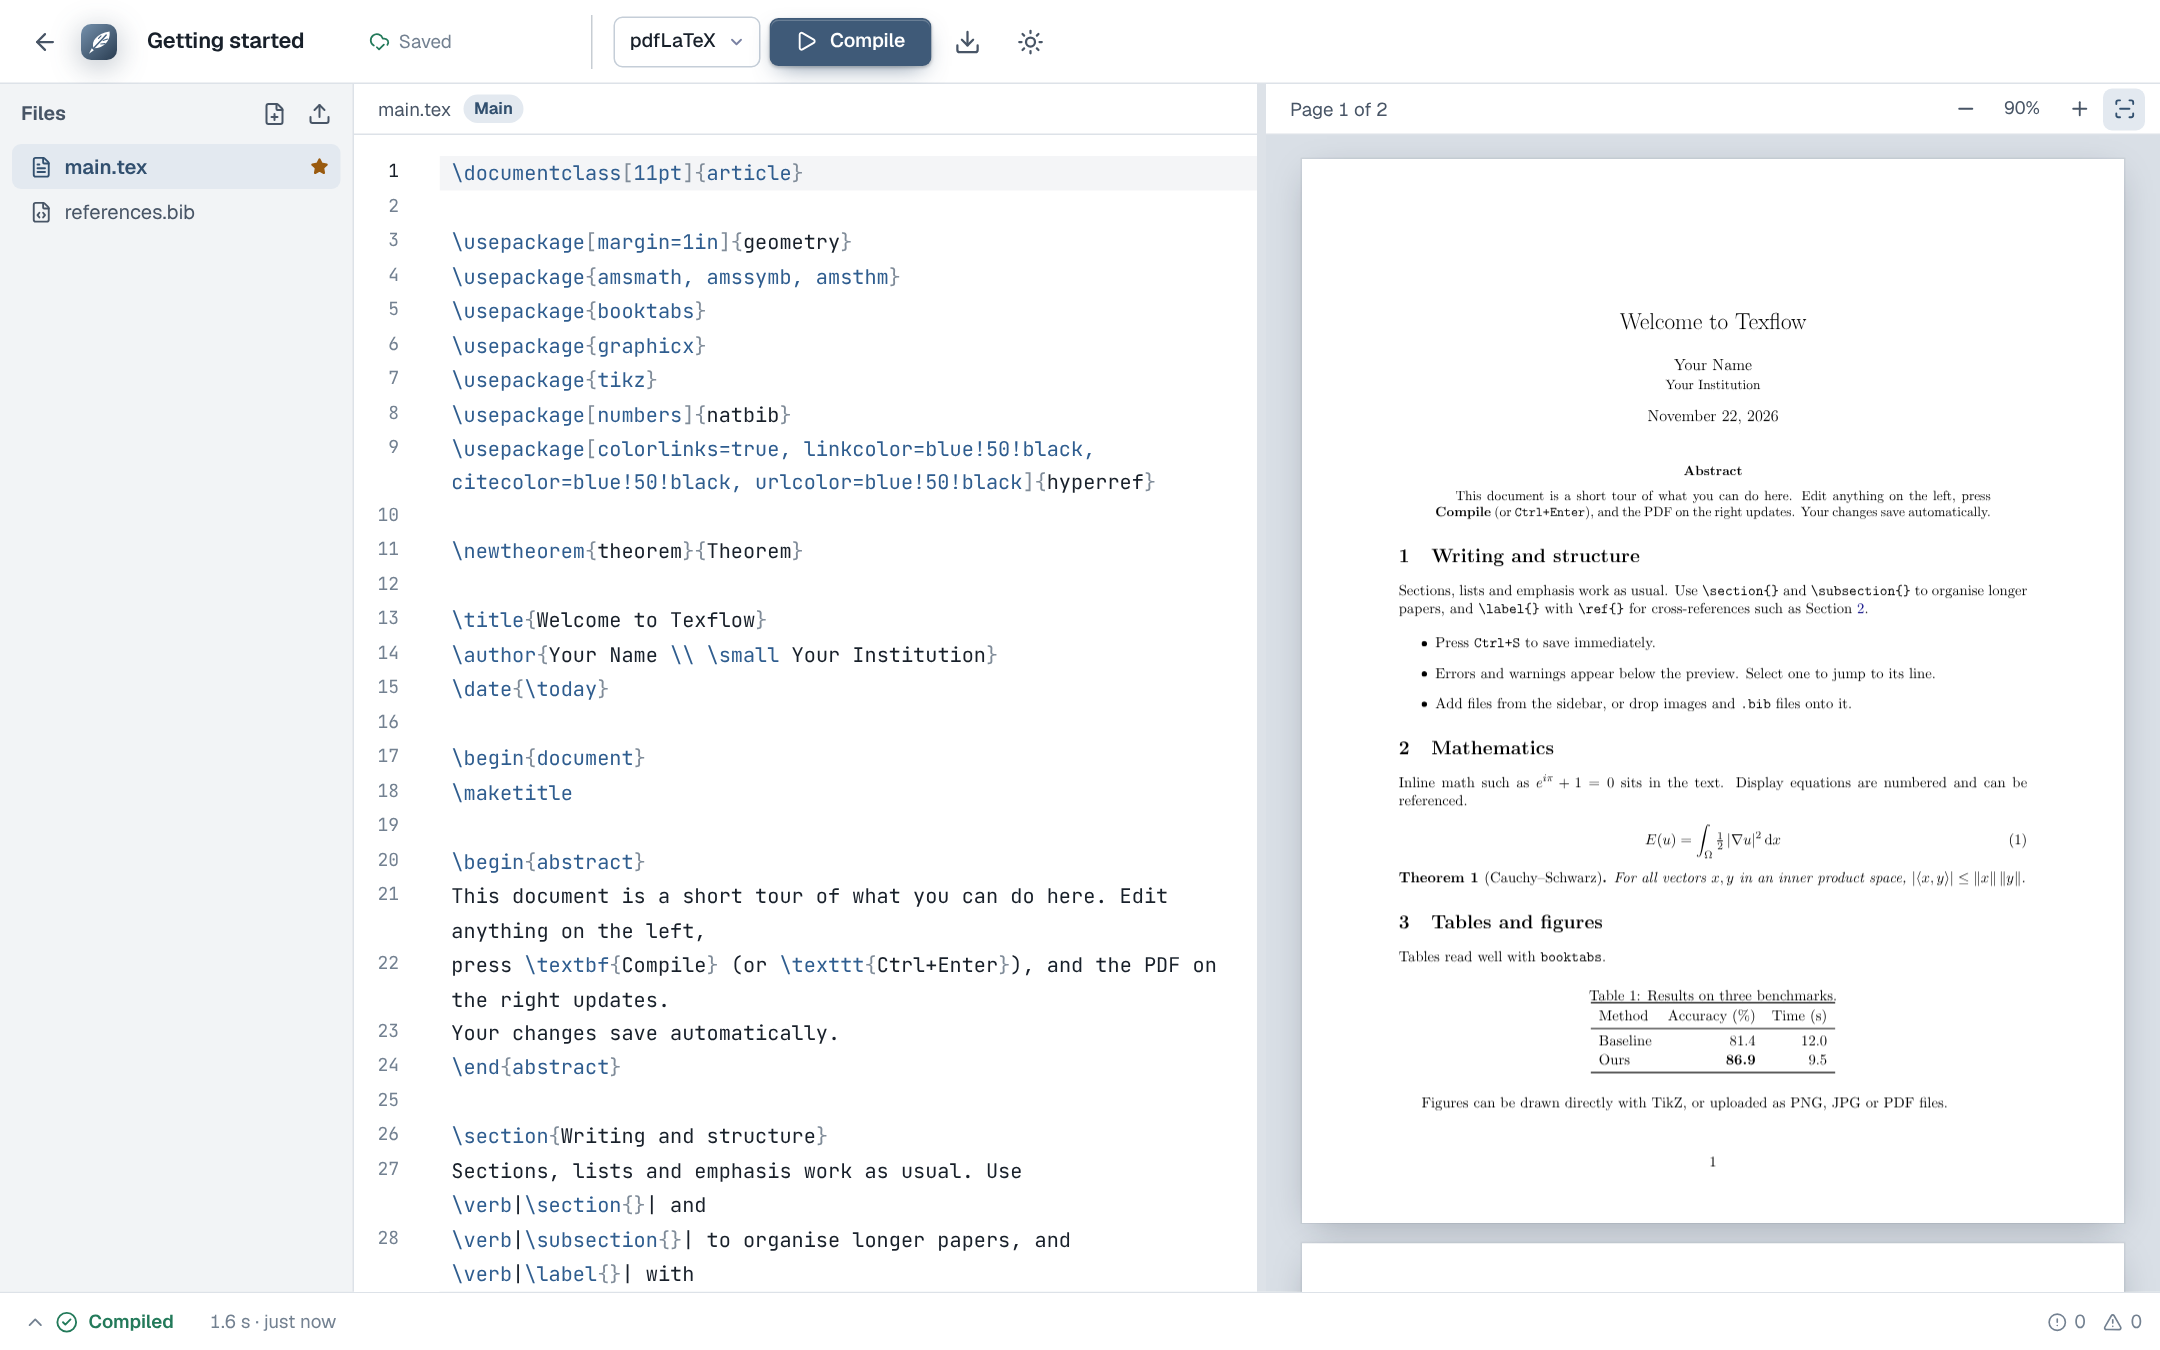 Getting started
Saved
pdfLaTeX
Compile
Files
main.tex
references.bib
main.tex Main
1 \documentclass[11pt]{article}
2
3 \usepackage[margin=1in]{geometry}
4 \usepackage{amsmath, amssymb, amsthm}
5 \usepackage{booktabs}
6 \usepackage{graphicx}
7 \usepackage{tikz}
8 \usepackage[numbers]{natbib}
9 \usepackage[colorlinks=true, linkcolor=blue!50!black,
citecolor=blue!50!black, urlcolor=blue!50!black]{hyperref}
10
11 \newtheorem{theorem}{Theorem}
12
13 \title{Welcome to Texflow}
14 \author{Your Name \\ \small Your Institution}
15 \date{\today}
16
17 \begin{document}
18 \maketitle
19
20 \begin{abstract}
21 This document is a short tour of what you can do here. Edit
anything on the left,
22 press \textbf{Compile} (or \texttt{Ctrl+Enter}), and the PDF on
the right updates.
23 Your changes save automatically.
24 \end{abstract}
25
26 \section{Writing and structure}
27 Sections, lists and emphasis work as usual. Use
\verb|\section{}| and
28 \verb|\subsection{}| to organise longer papers, and
\verb|\label{}| with
Page 1 of 2
90%
Welcome to Texflow
Your Name
Your Institution
November 22, 2026
Abstract
This document is a short tour of what you can do here. Edit anything on the left, press
Compile (or Ctrl+Enter), and the PDF on the right updates. Your changes save automatically.
1 Writing and structure
Sections, lists and emphasis work as usual. Use \section{} and \subsection{} to organise longer
papers, and \label{} with \ref{} for cross-references such as Section 2.
• Press Ctrl+S to save immediately.
• Errors and warnings appear below the preview. Select one to jump to its line.
• Add files from the sidebar, or drop images and .bib files onto it.
2 Mathematics
Inline math such as e^{iπ} + 1 = 0 sits in the text. Display equations are numbered and can be
referenced.
E(u) = ∫_Ω ½ |∇u|² dx (1)
Theorem 1 (Cauchy–Schwarz). For all vectors x, y in an inner product space, |⟨x, y⟩| ≤ ‖x‖ ‖y‖.
3 Tables and figures
Tables read well with booktabs.
Table 1: Results on three benchmarks.
Method Accuracy (%) Time (s)
Baseline 81.4 12.0
Ours 86.9 9.5
Figures can be drawn directly with TikZ, or uploaded as PNG, JPG or PDF files.
1
Compiled
1.6 s · just now
0
0